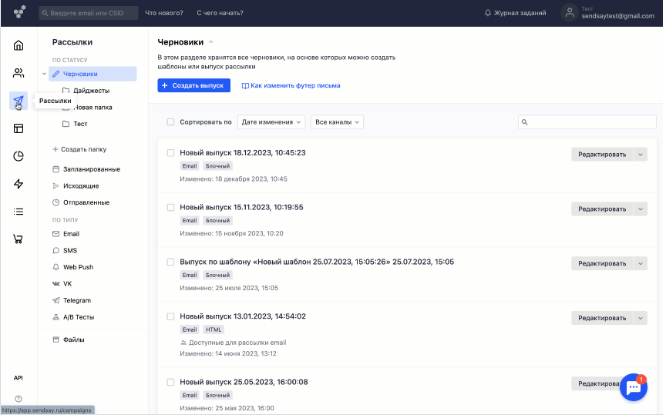 Введите email или CSID
Что нового?
С чего начать?
Журнал заданий
Тест
sendsaytest@gmail.com
Рассылки
ПО СТАТУСУ
Черновики
Дайджесты
Новая папка
Рассылки
Тест
Создать папку
Запланированные
Исходящие
Отправленные
ПО ТИПУ
Email
SMS
Web Push
VK
Telegram
A/B Тесты
Файлы
API
https://app.sendsay.ru/campaigns
Черновики
В этом разделе хранятся все черновики, на основе которых можно создать
шаблоны или выпуск рассылки
Создать выпуск
Как изменить футер письма
Сортировать по
Дате изменения
Все каналы
Новый выпуск 18.12.2023, 10:45:23
Редактировать
Email Блочный
Изменено: 18 декабря 2023, 10:45
Новый выпуск 15.11.2023, 10:19:55
Редактировать
Email Блочный
Изменено: 15 ноября 2023, 10:20
Выпуск по шаблону «Новый шаблон 25.07.2023, 15:05:26» 25.07.2023, 15:05
Редактировать
Email Блочный
Изменено: 25 июля 2023, 15:05
Новый выпуск 13.01.2023, 14:54:02
Редактировать
Email HTML
Доступные для рассылки email
Изменено: 14 июня 2023, 13:12
Новый выпуск 25.05.2023, 16:00:08
Email Блочный
Изменено: 25 мая 2023, 16:00
1